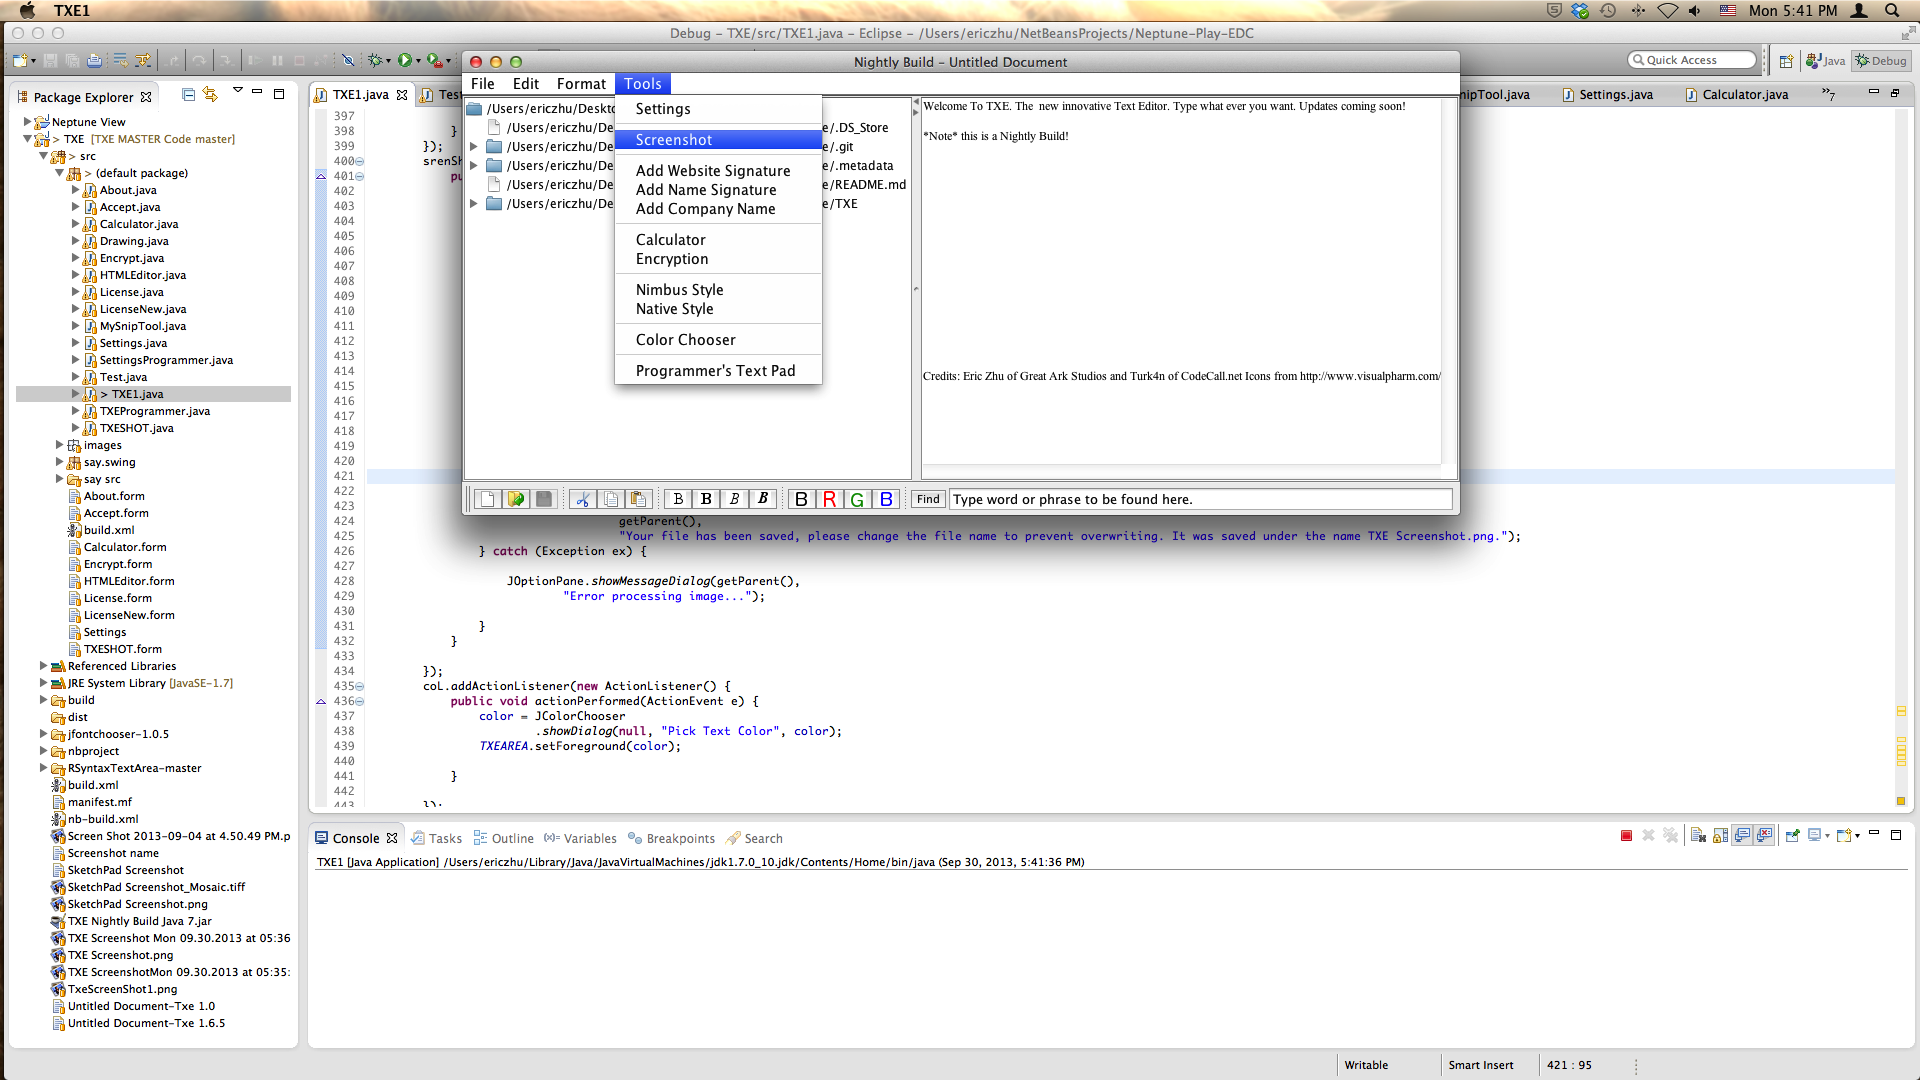 TXE1
Mon 5:41 PM
Debug - TXE/src/TXE1.java - Eclipse - /Users/ericzhu/NetBeansProjects/Neptune-Play-EDC
Quick Access
Java
Debug
Package Explorer
Neptune View
> TXE [TXE MASTER Code master]
> src
> (default package)
About.java
Accept.java
Calculator.java
Drawing.java
Encrypt.java
HTMLEditor.java
License.java
LicenseNew.java
MySnipTool.java
Settings.java
SettingsProgrammer.java
Test.java
> TXE1.java
TXEProgrammer.java
TXESHOT.java
images
say.swing
say src
About.form
Accept.form
build.xml
Calculator.form
Encrypt.form
HTMLEditor.form
License.form
LicenseNew.form
Settings
TXESHOT.form
Referenced Libraries
JRE System Library [JavaSE-1.7]
build
dist
jfontchooser-1.0.5
nbproject
RSyntaxTextArea-master
build.xml
manifest.mf
nb-build.xml
Screen Shot 2013-09-04 at 4.50.49 PM.p
Screenshot name
SketchPad Screenshot
SketchPad Screenshot_Mosaic.tiff
SketchPad Screenshot.png
TXE Nightly Build Java 7.jar
TXE Screenshot Mon 09.30.2013 at 05:36
TXE Screenshot.png
TXE ScreenshotMon 09.30.2013 at 05:35:
TxeScreenShot1.png
Untitled Document-Txe 1.0
Untitled Document-Txe 1.6.5
TXE1.java
Tes
nipTool.java
Settings.java
Calculator.java
»7
397
398 }
399 });
400 srenSh
401 pu
402
403
404
405
406
407
408
409
410
411
412
413
414
415
416
417
418
419
420
421
422
424 getParent(),
425 "Your file has been saved, please change the file name to prevent overwriting. It was saved under the name TXE Screenshot.png.");
426 } catch (Exception ex) {
427
428 JOptionPane.showMessageDialog(getParent(),
429 "Error processing image...");
430
431 }
432 }
433
434 });
435 coL.addActionListener(new ActionListener() {
436 public void actionPerformed(ActionEvent e) {
437 color = JColorChooser
438 .showDialog(null, "Pick Text Color", color);
439 TXEAREA.setForeground(color);
440
441 }
442
443 });
Nightly Build - Untitled Document
File Edit Format Tools
/Users/ericzhu/Deskto
/Users/ericzhu/De e/.DS_Store
/Users/ericzhu/De e/.git
/Users/ericzhu/De e/.metadata
/Users/ericzhu/De e/README.md
/Users/ericzhu/De e/TXE
Settings
Screenshot
Add Website Signature
Add Name Signature
Add Company Name
Calculator
Encryption
Nimbus Style
Native Style
Color Chooser
Programmer's Text Pad
Welcome To TXE. The new innovative Text Editor. Type what ever you want. Updates coming soon!
*Note* this is a Nightly Build!
Credits: Eric Zhu of Great Ark Studios and Turk4n of CodeCall.net Icons from http://www.visualpharm.com/
B B B B B R G B Find Type word or phrase to be found here.
Console Tasks Outline Variables Breakpoints Search
TXE1 [Java Application] /Users/ericzhu/Library/Java/JavaVirtualMachines/jdk1.7.0_10.jdk/Contents/Home/bin/java (Sep 30, 2013, 5:41:36 PM)
Writable
Smart Insert
421 : 95